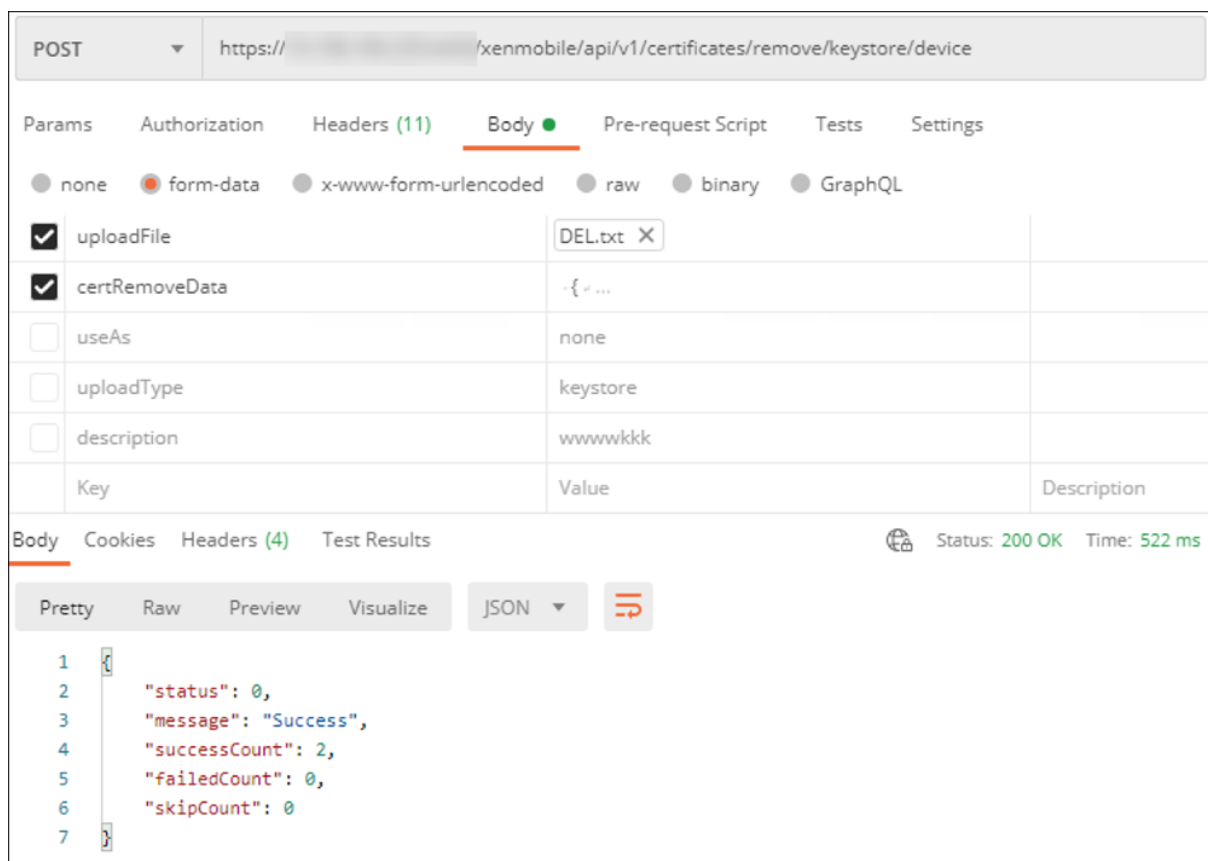 POST https:// /xenmobile/api/v1/certificates/remove/keystore/device
Params Authorization Headers (11) Body Pre-request Script Tests Settings
none form-data x-www-form-urlencoded raw binary GraphQL
uploadFile DEL.txt
certRemoveData { ...
useAs none
uploadType keystore
description wwwwkkk
Key Value Description
Body Cookies Headers (4) Test Results Status: 200 OK Time: 522 ms
Pretty Raw Preview Visualize JSON
1 {
2 "status": 0,
3 "message": "Success",
4 "successCount": 2,
5 "failedCount": 0,
6 "skipCount": 0
7 }